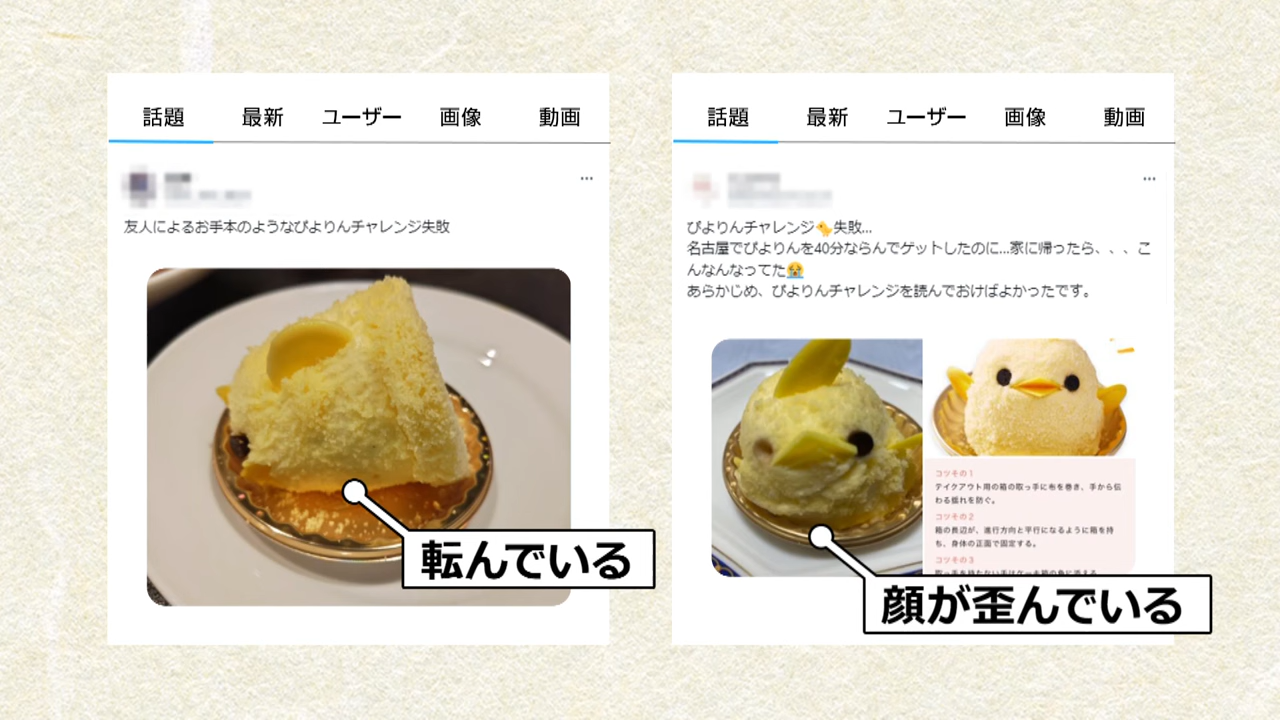 話題 最新 ユーザー 画像 動画
友人によるお手本のようなぴよりんチャレンジ失敗
転んでいる
話題 最新 ユーザー 画像 動画
ぴよりんチャレンジ🐤失敗...
名古屋でぴよりんを40分ならんでゲットしたのに...家に帰ったら、、、こ
んなんなってた😭
あらかじめ、ぴよりんチャレンジを読んでおけばよかったです。
コツその1
テイクアウト用の箱の取っ手に布を巻き、手から伝
わる揺れを防ぐ。
コツその2
箱の長辺が、進行方向と平行になるように箱を持
ち、身体の正面で固定する。
コツその3
顔が歪んでいる